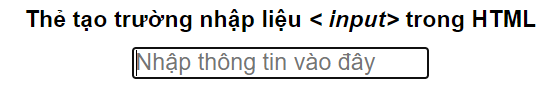 Thẻ tạo trường nhập liệu < input> trong HTML
Nhập thông tin vào đây